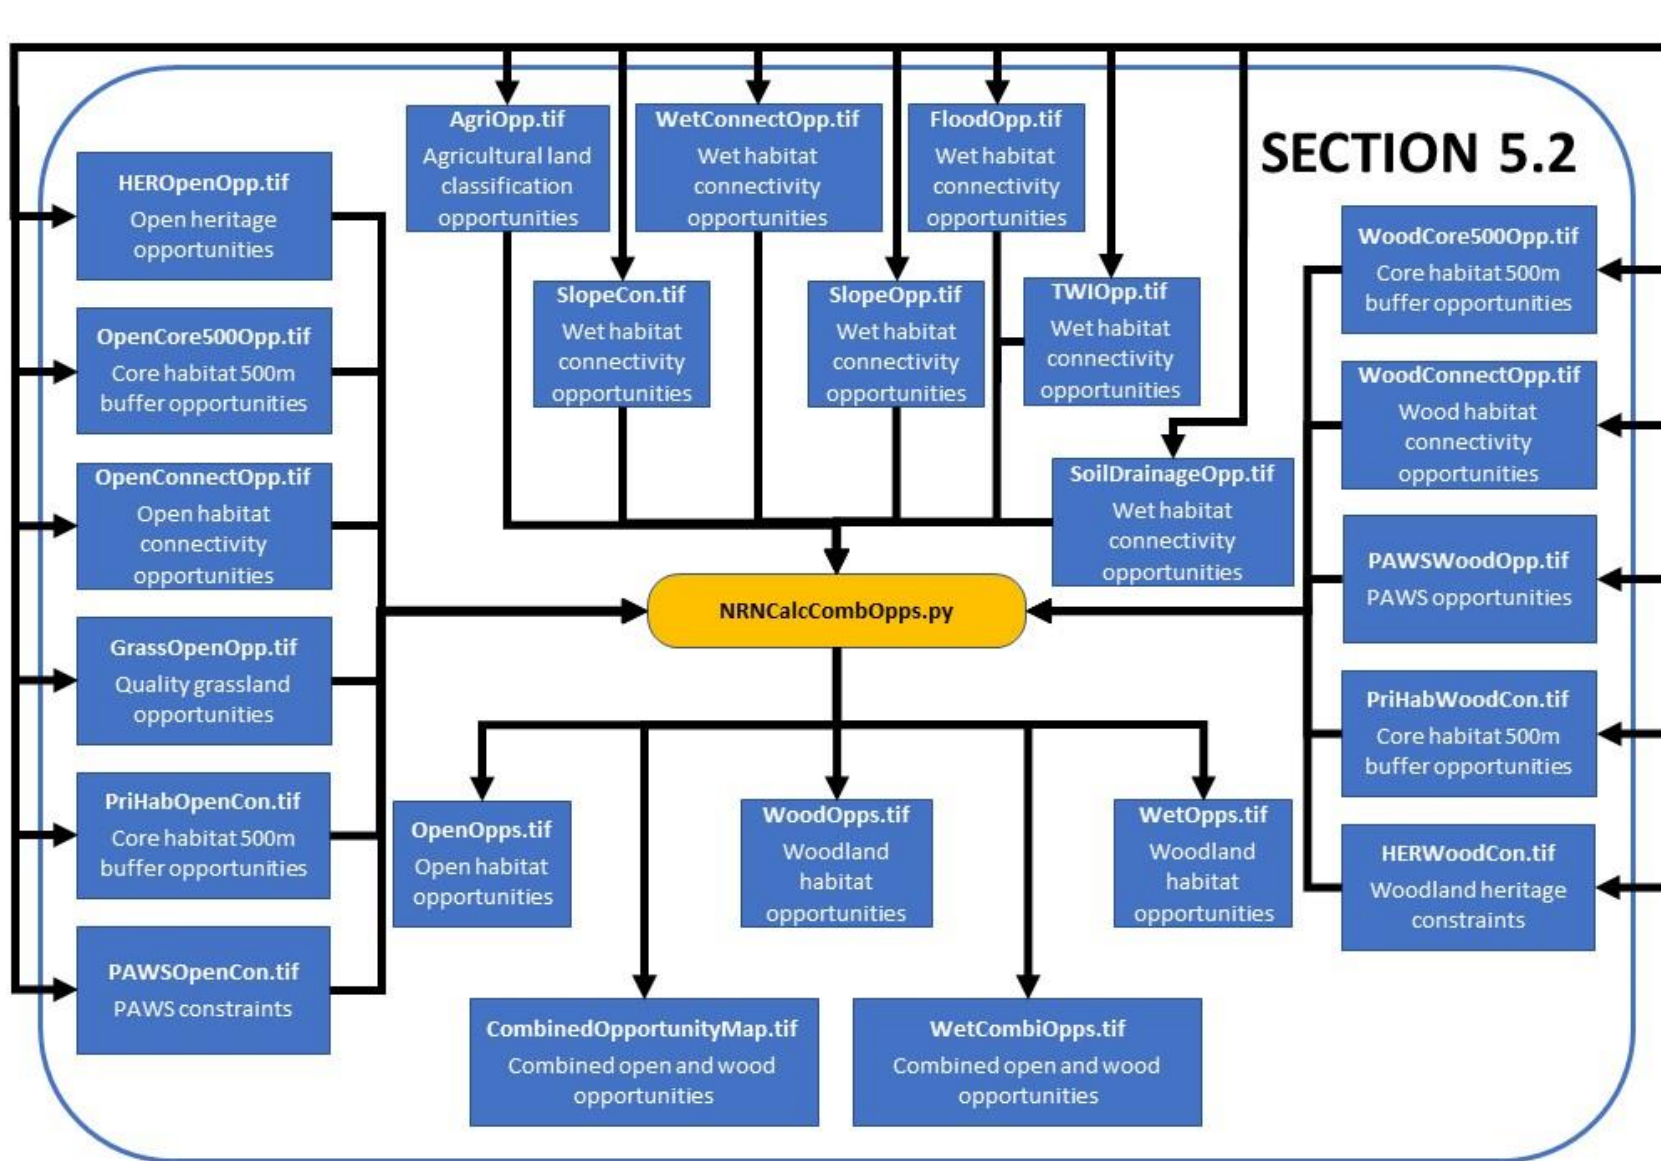 SECTION 5.2
AgriOpp.tif
Agricultural land
classification
opportunities
WetConnectOpp.tif
Wet habitat
connectivity
opportunities
FloodOpp.tif
Wet habitat
connectivity
opportunities
HEROpenOpp.tif
Open heritage
opportunities
OpenCore500Opp.tif
Core habitat 500m
buffer opportunities
OpenConnectOpp.tif
Open habitat
connectivity
opportunities
GrassOpenOpp.tif
Quality grassland
opportunities
PriHabOpenCon.tif
Core habitat 500m
buffer opportunities
PAWSOpenCon.tif
PAWS constraints
SlopeCon.tif
Wet habitat
connectivity
opportunities
SlopeOpp.tif
Wet habitat
connectivity
opportunities
TWIOpp.tif
Wet habitat
connectivity
opportunities
SoilDrainageOpp.tif
Wet habitat
connectivity
opportunities
WoodCore500Opp.tif
Core habitat 500m
buffer opportunities
WoodConnectOpp.tif
Wood habitat
connectivity
opportunities
PAWSWoodOpp.tif
PAWS opportunities
PriHabWoodCon.tif
Core habitat 500m
buffer opportunities
HERWoodCon.tif
Woodland heritage
constraints
NRNCalcCombOpps.py
OpenOpps.tif
Open habitat
opportunities
WoodOpps.tif
Woodland
habitat
opportunities
WetOpps.tif
Woodland
habitat
opportunities
CombinedOpportunityMap.tif
Combined open and wood
opportunities
WetCombiOpps.tif
Combined open and wood
opportunities